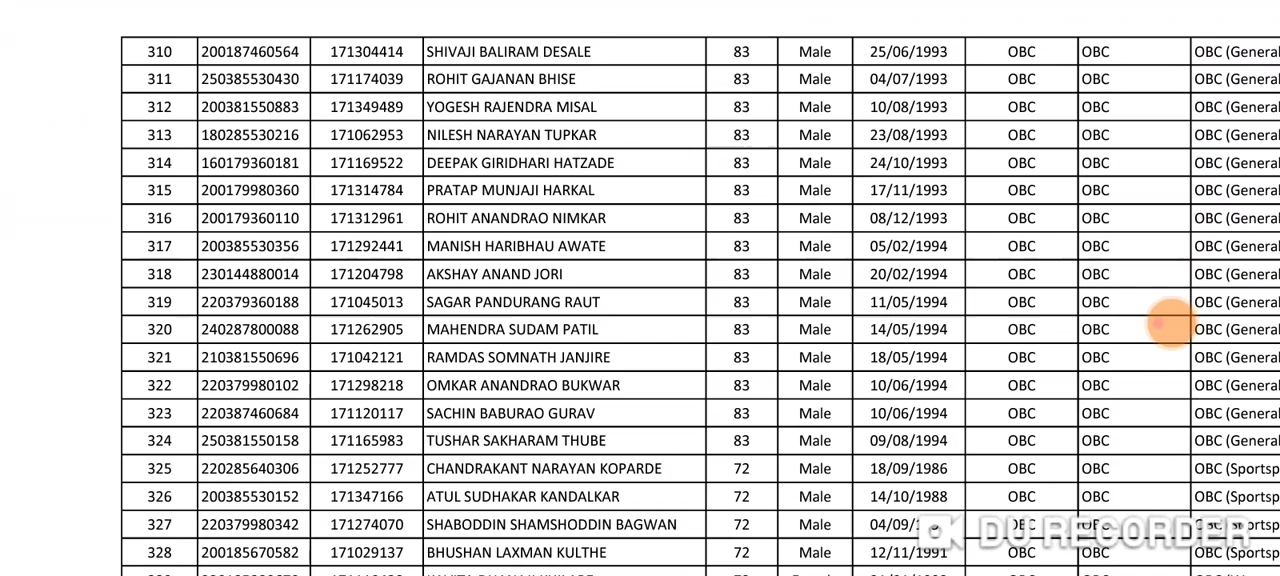 310 200187460564 171304414 SHIVAJI BALIRAM DESALE 83 Male 25/06/1993 OBC OBC OBC (General
311 250385530430 171174039 ROHIT GAJANAN BHISE 83 Male 04/07/1993 OBC OBC OBC (General
312 200381550883 171349489 YOGESH RAJENDRA MISAL 83 Male 10/08/1993 OBC OBC OBC (General
313 180285530216 171062953 NILESH NARAYAN TUPKAR 83 Male 23/08/1993 OBC OBC OBC (General
314 160179360181 171169522 DEEPAK GIRIDHARI HATZADE 83 Male 24/10/1993 OBC OBC OBC (General
315 200179980360 171314784 PRATAP MUNJAJI HARKAL 83 Male 17/11/1993 OBC OBC OBC (General
316 200179360110 171312961 ROHIT ANANDRAO NIMKAR 83 Male 08/12/1993 OBC OBC OBC (General
317 200385530356 171292441 MANISH HARIBHAU AWATE 83 Male 05/02/1994 OBC OBC OBC (General
318 230144880014 171204798 AKSHAY ANAND JORI 83 Male 20/02/1994 OBC OBC OBC (General
319 220379360188 171045013 SAGAR PANDURANG RAUT 83 Male 11/05/1994 OBC OBC OBC (General
320 240287800088 171262905 MAHENDRA SUDAM PATIL 83 Male 14/05/1994 OBC OBC OBC (General
321 210381550696 171042121 RAMDAS SOMNATH JANJIRE 83 Male 18/05/1994 OBC OBC OBC (General
322 220379980102 171298218 OMKAR ANANDRAO BUKWAR 83 Male 10/06/1994 OBC OBC OBC (General
323 220387460684 171120117 SACHIN BABURAO GURAV 83 Male 10/06/1994 OBC OBC OBC (General
324 250381550158 171165983 TUSHAR SAKHARAM THUBE 83 Male 09/08/1994 OBC OBC OBC (General
325 220285640306 171252777 CHANDRAKANT NARAYAN KOPARDE 72 Male 18/09/1986 OBC OBC OBC (Sportsp
326 200385530152 171347166 ATUL SUDHAKAR KANDALKAR 72 Male 14/10/1988 OBC OBC OBC (Sportsp
327 220379980342 171274070 SHABODDIN SHAMSHODDIN BAGWAN 72 Male OBC OBC OBC (Sportsp
DU RECORDER
328 200185670582 171029137 BHUSHAN LAXMAN KULTHE 72 Male 12/11/1991 OBC OBC OBC (Sportsp